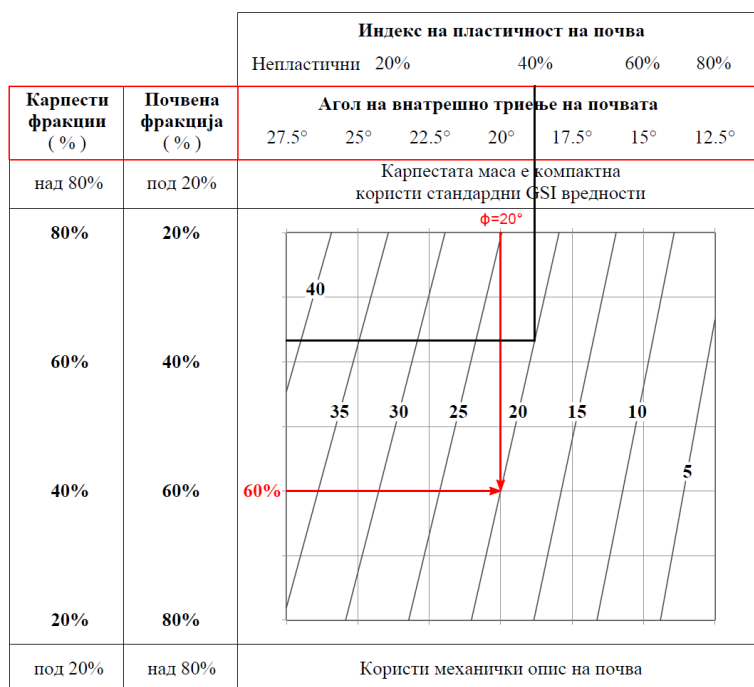 Индекс на пластичност на почва
Непластични 20% 40% 60% 80%
Карпести фракции ( % )
Почвена фракција ( % )
Агол на внатрешно триење на почвата
27.5° 25° 22.5° 20° 17.5° 15° 12.5°
над 80% под 20%
Карпестата маса е компактна
користи стандардни GSI вредности
ф=20°
80% 20%
40
60% 40%
35 30 25 20 15 10
5
40% 60% 60%
20% 80%
под 20% над 80% Користи механички опис на почва